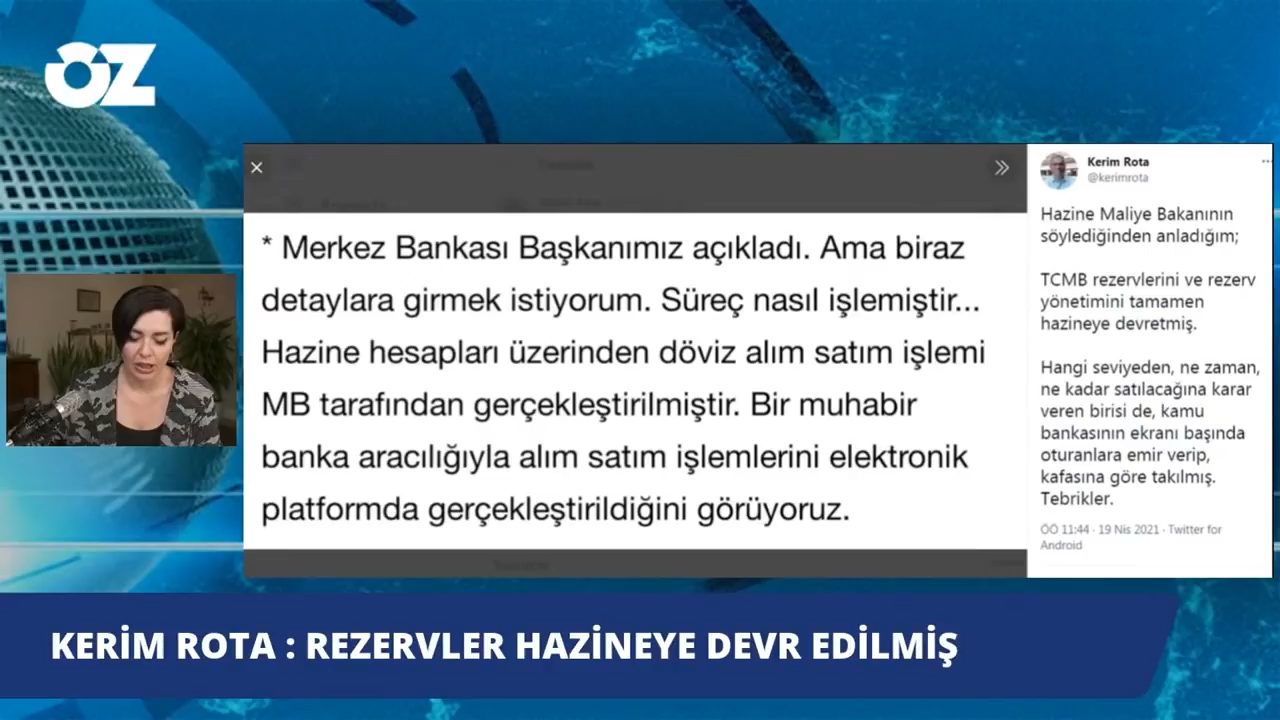 ÖZ
* Merkez Bankası Başkanımız açıkladı. Ama biraz
detaylara girmek istiyorum. Süreç nasıl işlemiştir...
Hazine hesapları üzerinden döviz alım satım işlemi
MB tarafından gerçekleştirilmiştir. Bir muhabir
banka aracılığıyla alım satım işlemlerini elektronik
platformda gerçekleştirildiğini görüyoruz.
Kerim Rota
@kerimrota
Hazine Maliye Bakanının
söylediğinden anladığım;
TCMB rezervlerini ve rezerv
yönetimini tamamen
hazineye devretmiş.
Hangi seviyeden, ne zaman,
ne kadar satılacağına karar
veren birisi de, kamu
bankasının ekranı başında
oturanlara emir verip,
kafasına göre takılmış.
Tebrikler.
ÖÖ 11:44 · 19 Nis 2021 · Twitter for
Android
KERİM ROTA : REZERVLER HAZİNEYE DEVR EDİLMİŞ